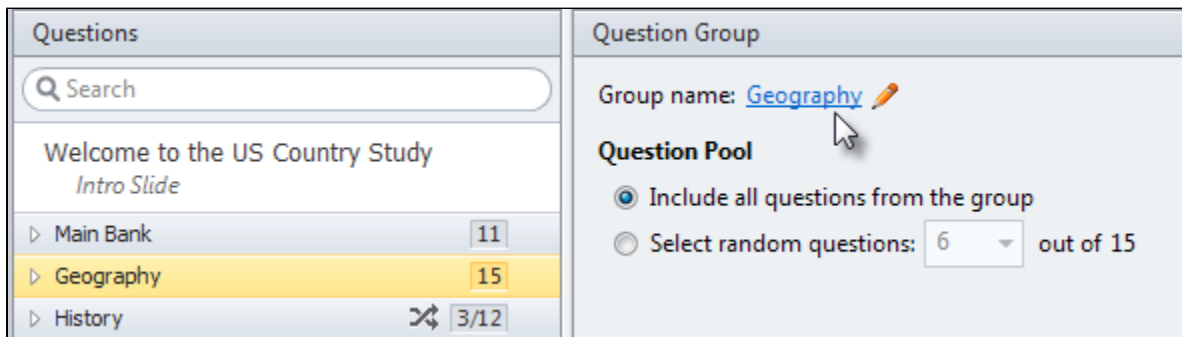 Questions
Search
Welcome to the US Country Study
Intro Slide
Main Bank 11
Geography 15
History 3/12
Question Group
Group name: Geography
Question Pool
Include all questions from the group
Select random questions: 6 out of 15